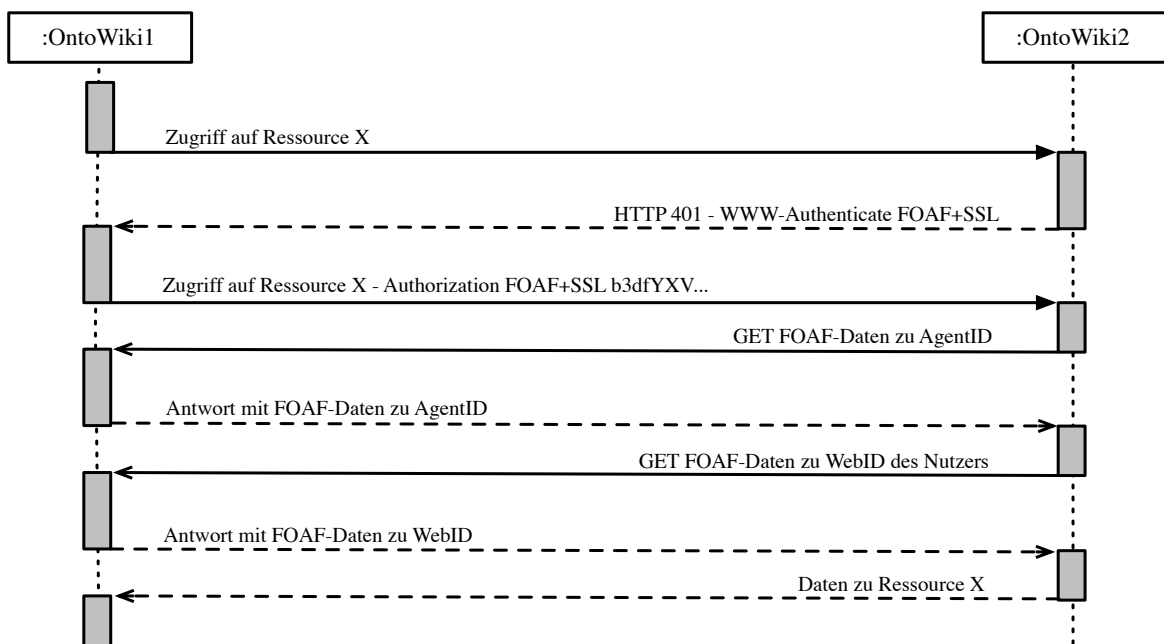 :OntoWiki1
:OntoWiki2
Zugriff auf Ressource X
HTTP 401 - WWW-Authenticate FOAF+SSL
Zugriff auf Ressource X - Authorization FOAF+SSL b3dfYXV...
GET FOAF-Daten zu AgentID
Antwort mit FOAF-Daten zu AgentID
GET FOAF-Daten zu WebID des Nutzers
Antwort mit FOAF-Daten zu WebID
Daten zu Ressource X